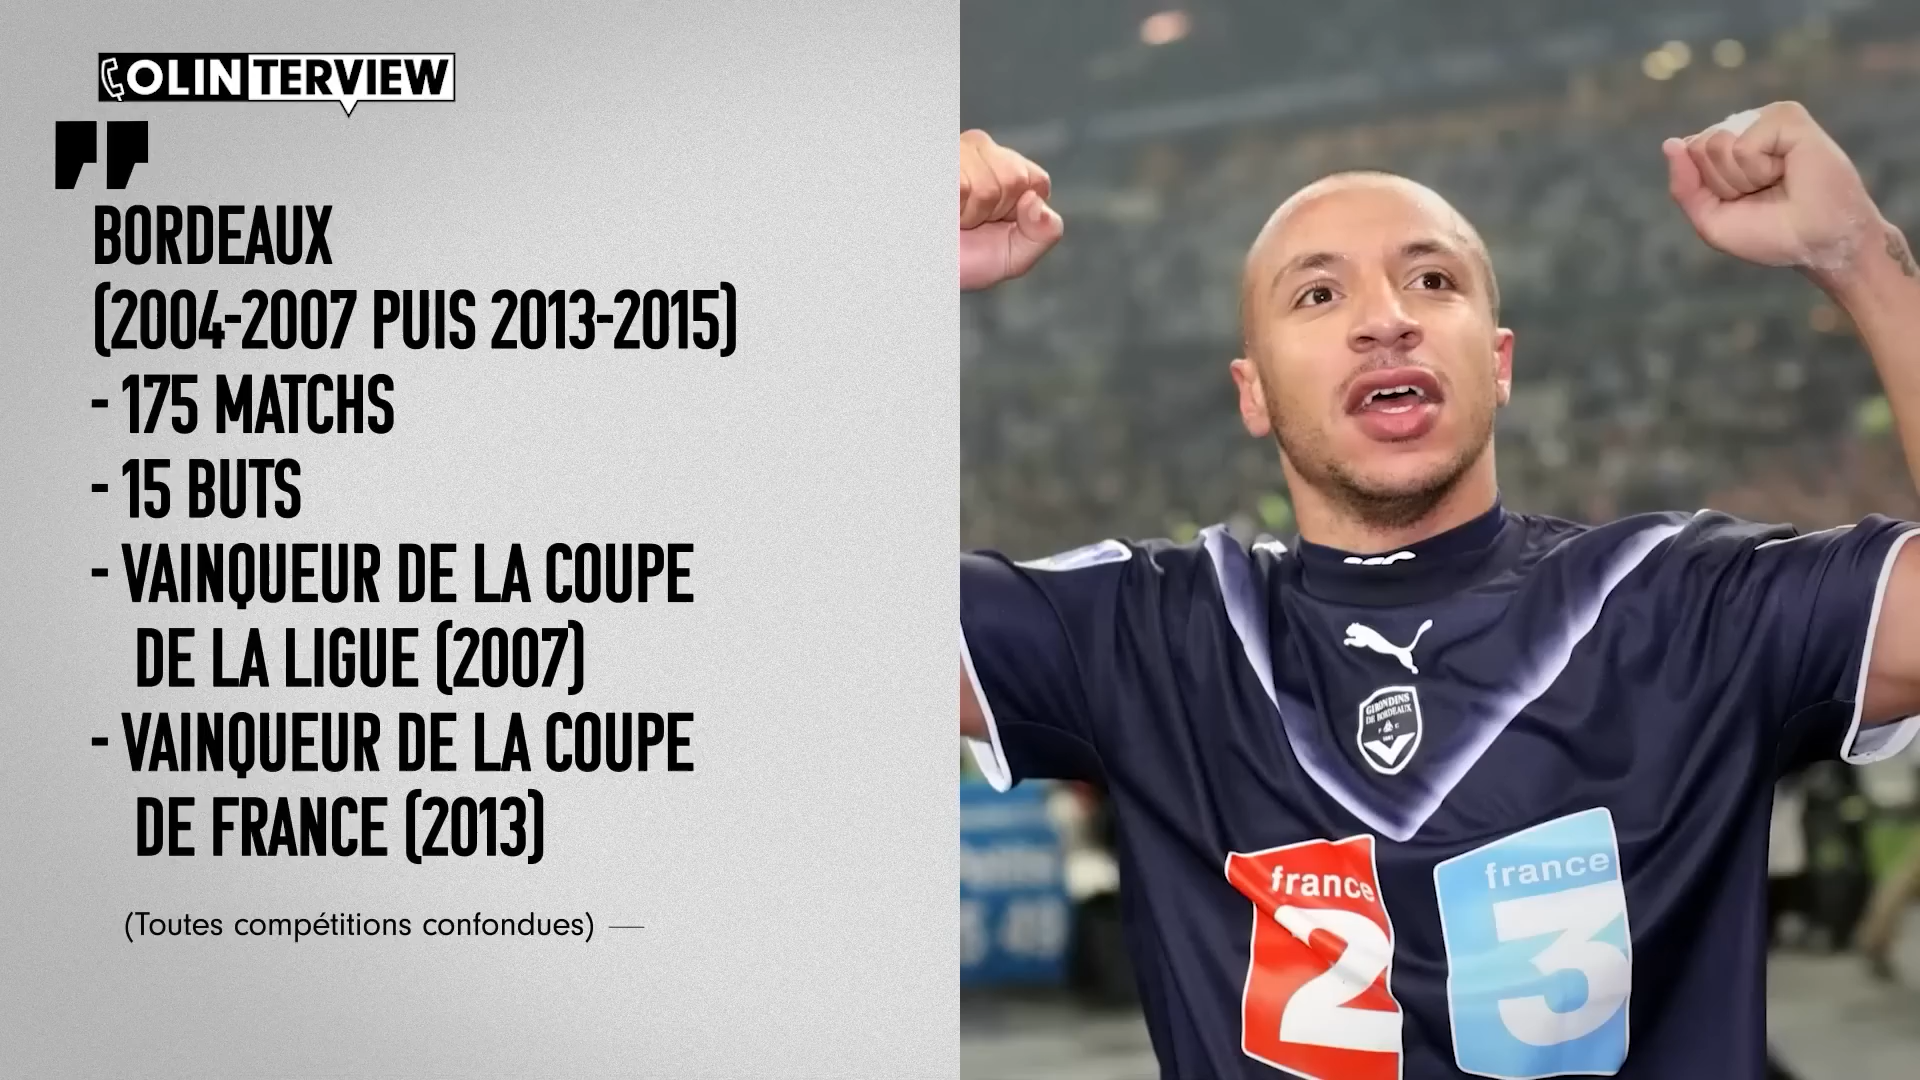 COLINTERVIEW
BORDEAUX
(2004-2007 PUIS 2013-2015)
- 175 MATCHS
- 15 BUTS
- VAINQUEUR DE LA COUPE
DE LA LIGUE (2007)
- VAINQUEUR DE LA COUPE
DE FRANCE (2013)
(Toutes compétitions confondues)
GIRONDINS
DE BORDEAUX
F C
1881
france
2
france
3